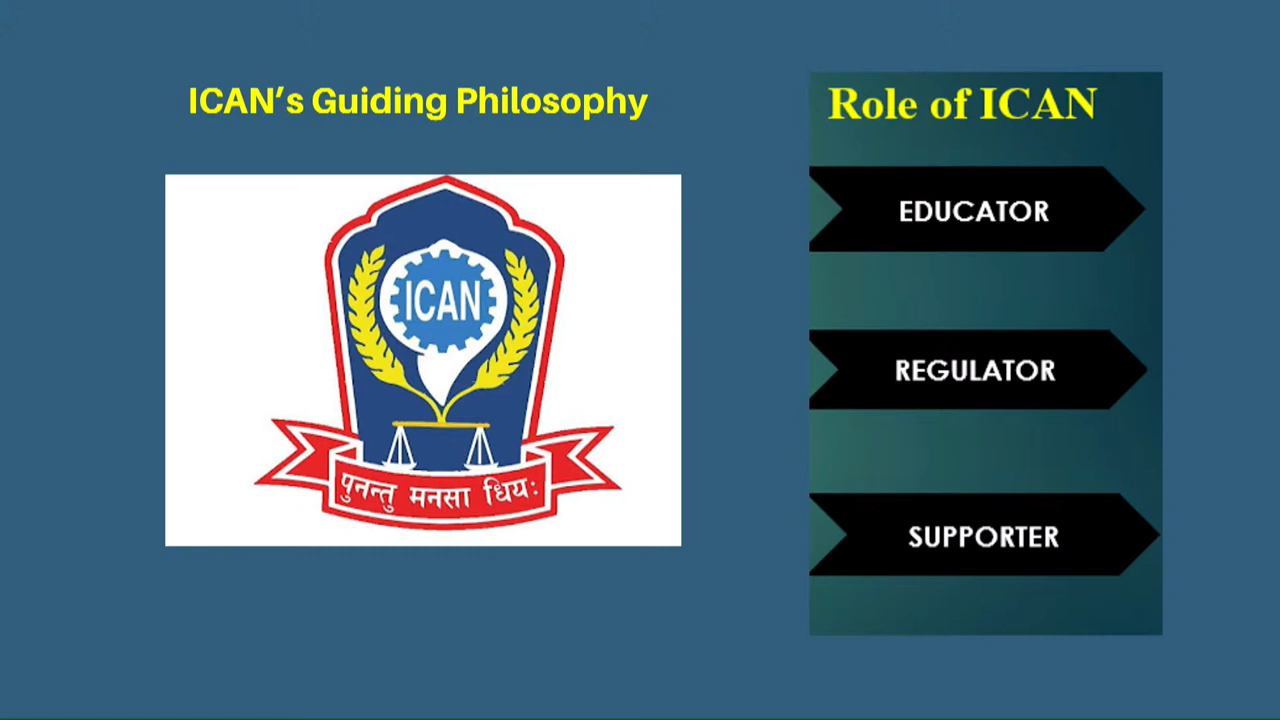 ICAN’s Guiding Philosophy
ICAN
पुनन्तु मनसा धियः
Role of ICAN
EDUCATOR
REGULATOR
SUPPORTER